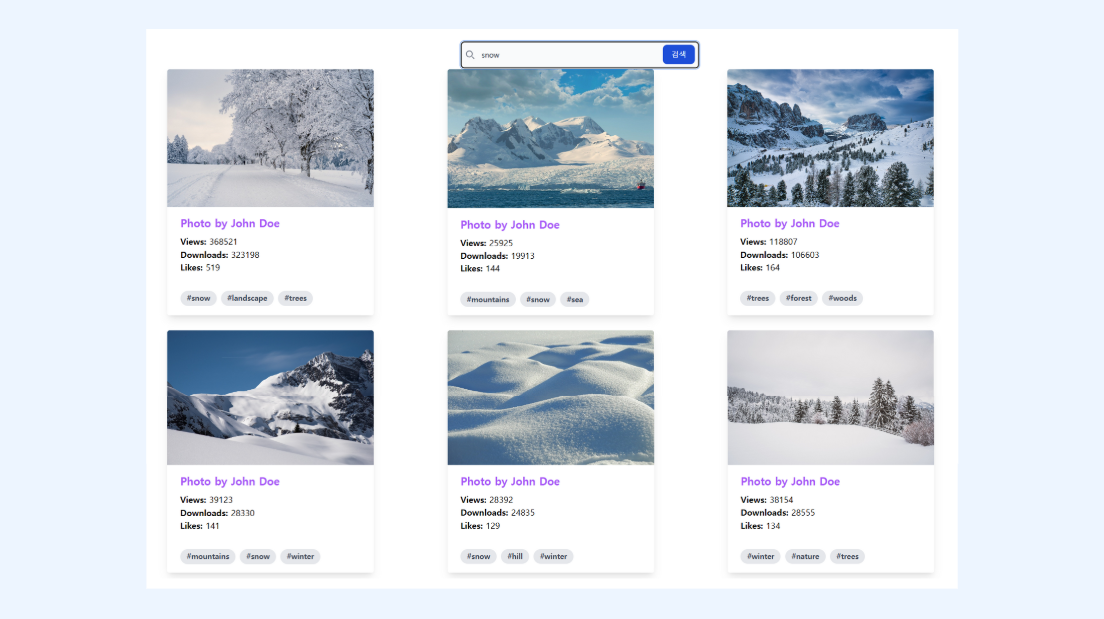 snow
검색
Photo by John Doe
Views: 368521
Downloads: 323198
Likes: 519
#snow #landscape #trees
Photo by John Doe
Views: 25925
Downloads: 19913
Likes: 144
#mountains #snow #sea
Photo by John Doe
Views: 118807
Downloads: 106603
Likes: 164
#trees #forest #woods
Photo by John Doe
Views: 39123
Downloads: 28330
Likes: 141
#mountains #snow #winter
Photo by John Doe
Views: 28392
Downloads: 24835
Likes: 129
#snow #hill #winter
Photo by John Doe
Views: 38154
Downloads: 28555
Likes: 134
#winter #nature #trees